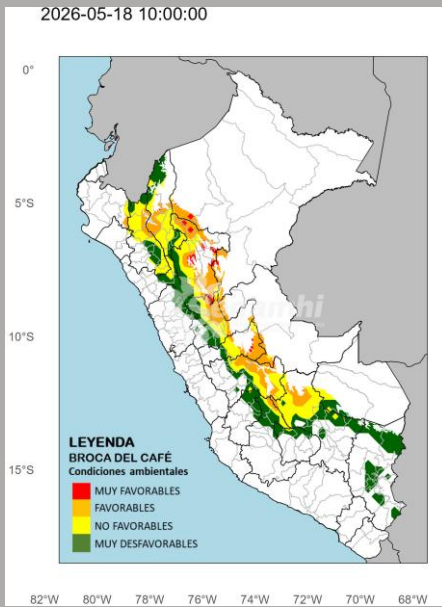 2026-05-18 10:00:00
0°
5°S
10°S
15°S
senamhi
LEYENDA
BROCA DEL CAFÉ
Condiciones ambientales
MUY FAVORABLES
FAVORABLES
NO FAVORABLES
MUY DESFAVORABLES
82°W 80°W 78°W 76°W 74°W 72°W 70°W 68°W